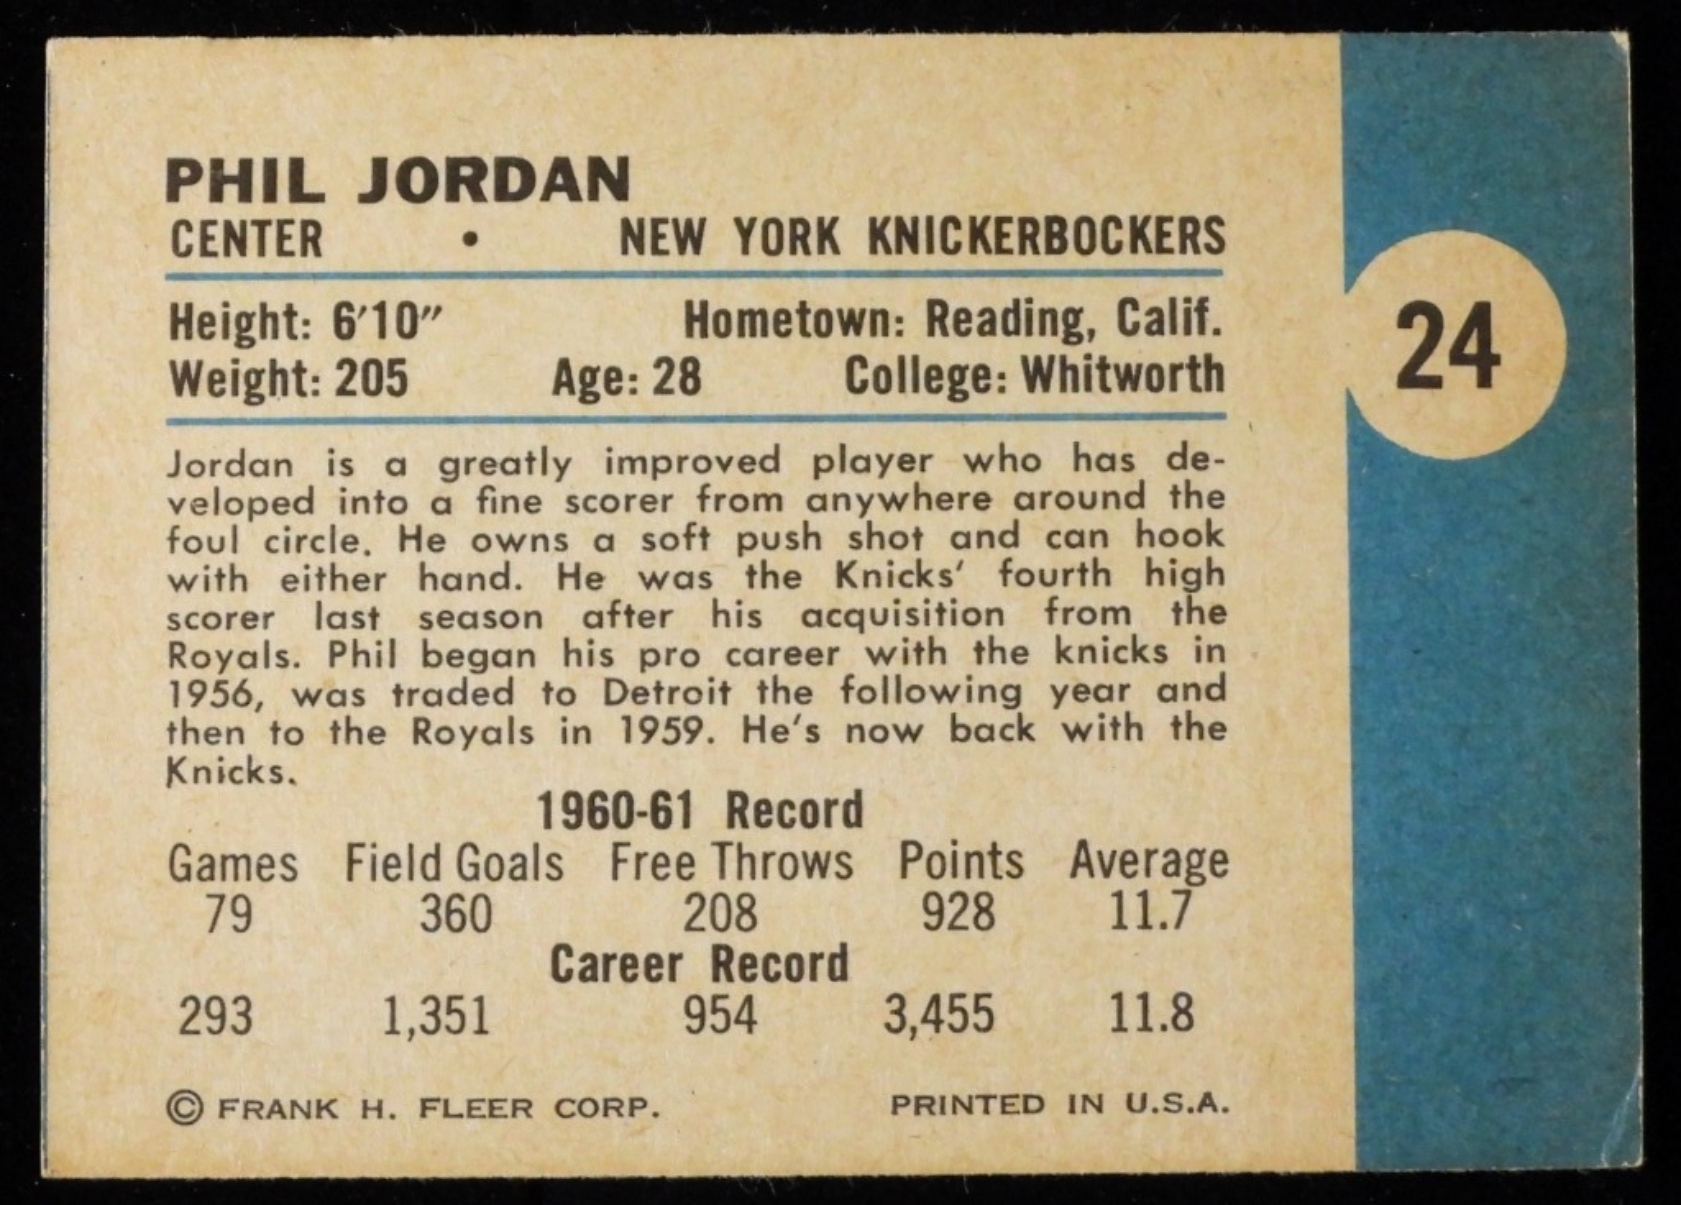 PHIL JORDAN
CENTER • NEW YORK KNICKERBOCKERS
Height: 6'10" Hometown: Reading, Calif.
Weight: 205 Age: 28 College: Whitworth
24
Jordan is a greatly improved player who has de-
veloped into a fine scorer from anywhere around the
foul circle. He owns a soft push shot and can hook
with either hand. He was the Knicks' fourth high
scorer last season after his acquisition from the
Royals. Phil began his pro career with the knicks in
1956, was traded to Detroit the following year and
then to the Royals in 1959. He's now back with the
Knicks.
1960-61 Record
Games Field Goals Free Throws Points Average
79 360 208 928 11.7
Career Record
293 1,351 954 3,455 11.8
© FRANK H. FLEER CORP. PRINTED IN U.S.A.